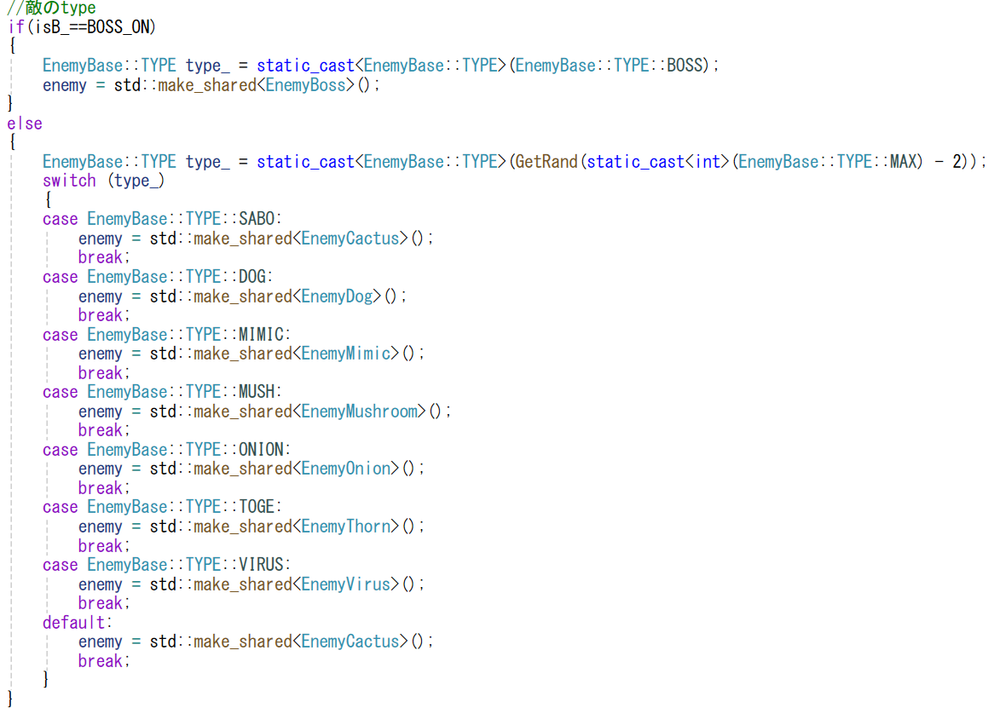 //敵のtype
if(isB_==BOSS_ON)
{
EnemyBase::TYPE type_ = static_cast<EnemyBase::TYPE>(EnemyBase::TYPE::BOSS);
enemy = std::make_shared<EnemyBoss>();
}
else
{
EnemyBase::TYPE type_ = static_cast<EnemyBase::TYPE>(GetRand(static_cast<int>(EnemyBase::TYPE::MAX) - 2));
switch (type_)
{
case EnemyBase::TYPE::SABO:
enemy = std::make_shared<EnemyCactus>();
break;
case EnemyBase::TYPE::DOG:
enemy = std::make_shared<EnemyDog>();
break;
case EnemyBase::TYPE::MIMIC:
enemy = std::make_shared<EnemyMimic>();
break;
case EnemyBase::TYPE::MUSH:
enemy = std::make_shared<EnemyMushroom>();
break;
case EnemyBase::TYPE::ONION:
enemy = std::make_shared<EnemyOnion>();
break;
case EnemyBase::TYPE::TOGE:
enemy = std::make_shared<EnemyThorn>();
break;
case EnemyBase::TYPE::VIRUS:
enemy = std::make_shared<EnemyVirus>();
break;
default:
enemy = std::make_shared<EnemyCactus>();
break;
}
}